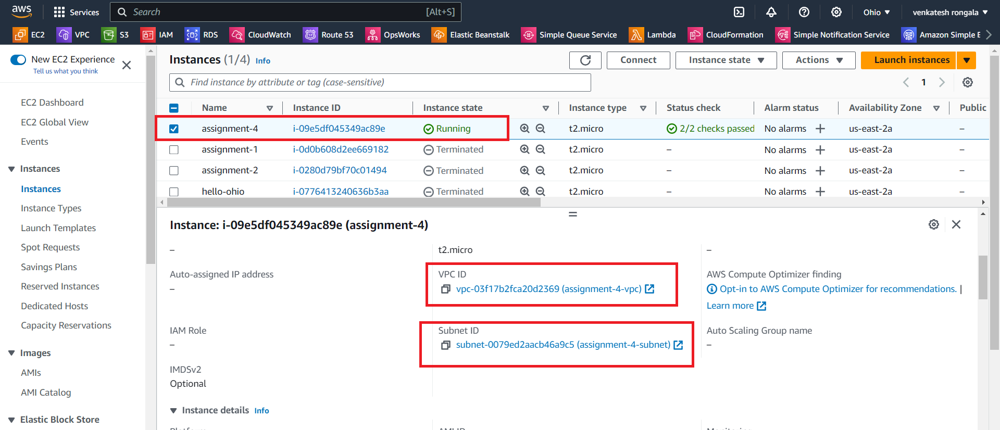 aws
Services
Search
[Alt+S]
Ohio
venkatesh rongala
EC2
VPC
S3
IAM
RDS
CloudWatch
Route 53
OpsWorks
Elastic Beanstalk
Simple Queue Service
Lambda
CloudFormation
Simple Notification Service
Amazon Simple E
New EC2 Experience
Tell us what you think
EC2 Dashboard
EC2 Global View
Events
Instances
Instances
Instance Types
Launch Templates
Spot Requests
Savings Plans
Reserved Instances
Dedicated Hosts
Capacity Reservations
Images
AMIs
AMI Catalog
Elastic Block Store
Instances (1/4) Info
Connect
Instance state
Actions
Launch instances
Find instance by attribute or tag (case-sensitive)
1
Name Instance ID Instance state Instance type Status check Alarm status Availability Zone Public
assignment-4 i-09e5df045349ac89e Running t2.micro 2/2 checks passed No alarms + us-east-2a –
assignment-1 i-0d0b608d2ee669182 Terminated t2.micro – No alarms + us-east-2a –
assignment-2 i-0280d79bf70c01494 Terminated t2.micro – No alarms + us-east-2a –
hello-ohio i-0776413240636b3aa Terminated t2.micro – No alarms + us-east-2a –
Instance: i-09e5df045349ac89e (assignment-4)
– t2.micro –
Auto-assigned IP address
–
VPC ID
vpc-03f17b2fca20d2369 (assignment-4-vpc)
AWS Compute Optimizer finding
Opt-in to AWS Compute Optimizer for recommendations. |
Learn more
IAM Role
–
Subnet ID
subnet-0079ed2aacb46a9c5 (assignment-4-subnet)
Auto Scaling Group name
–
IMDSv2
Optional
Instance details Info